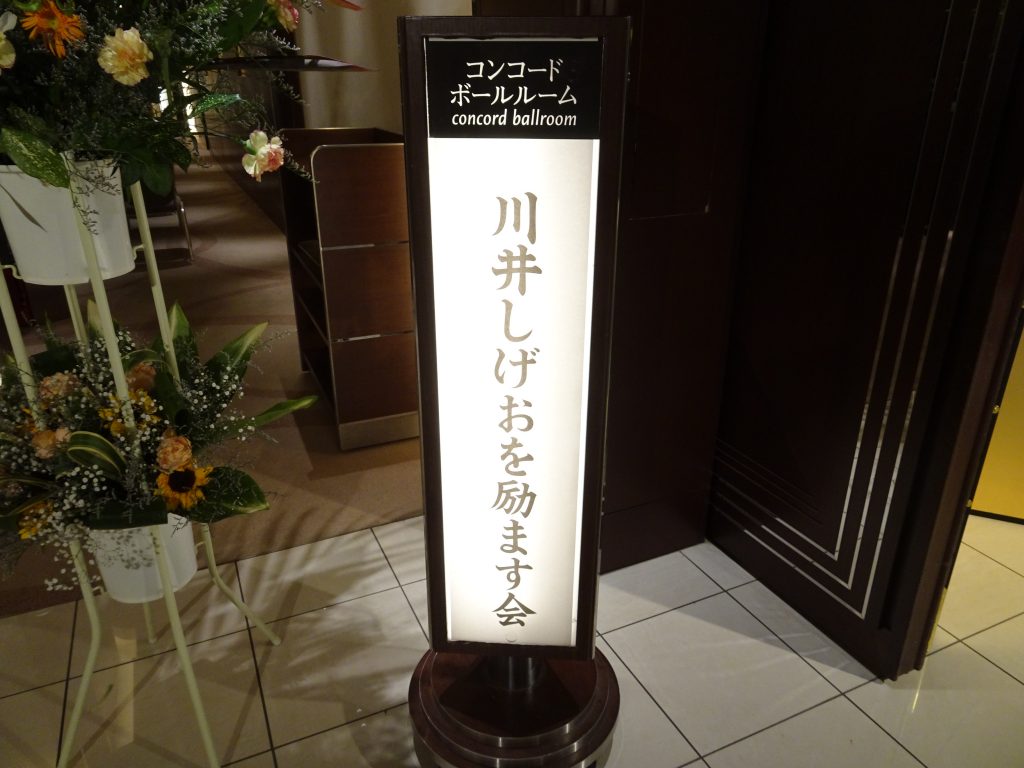 コンコード
ボールルーム
concord ballroom
川井しげおを励ます会